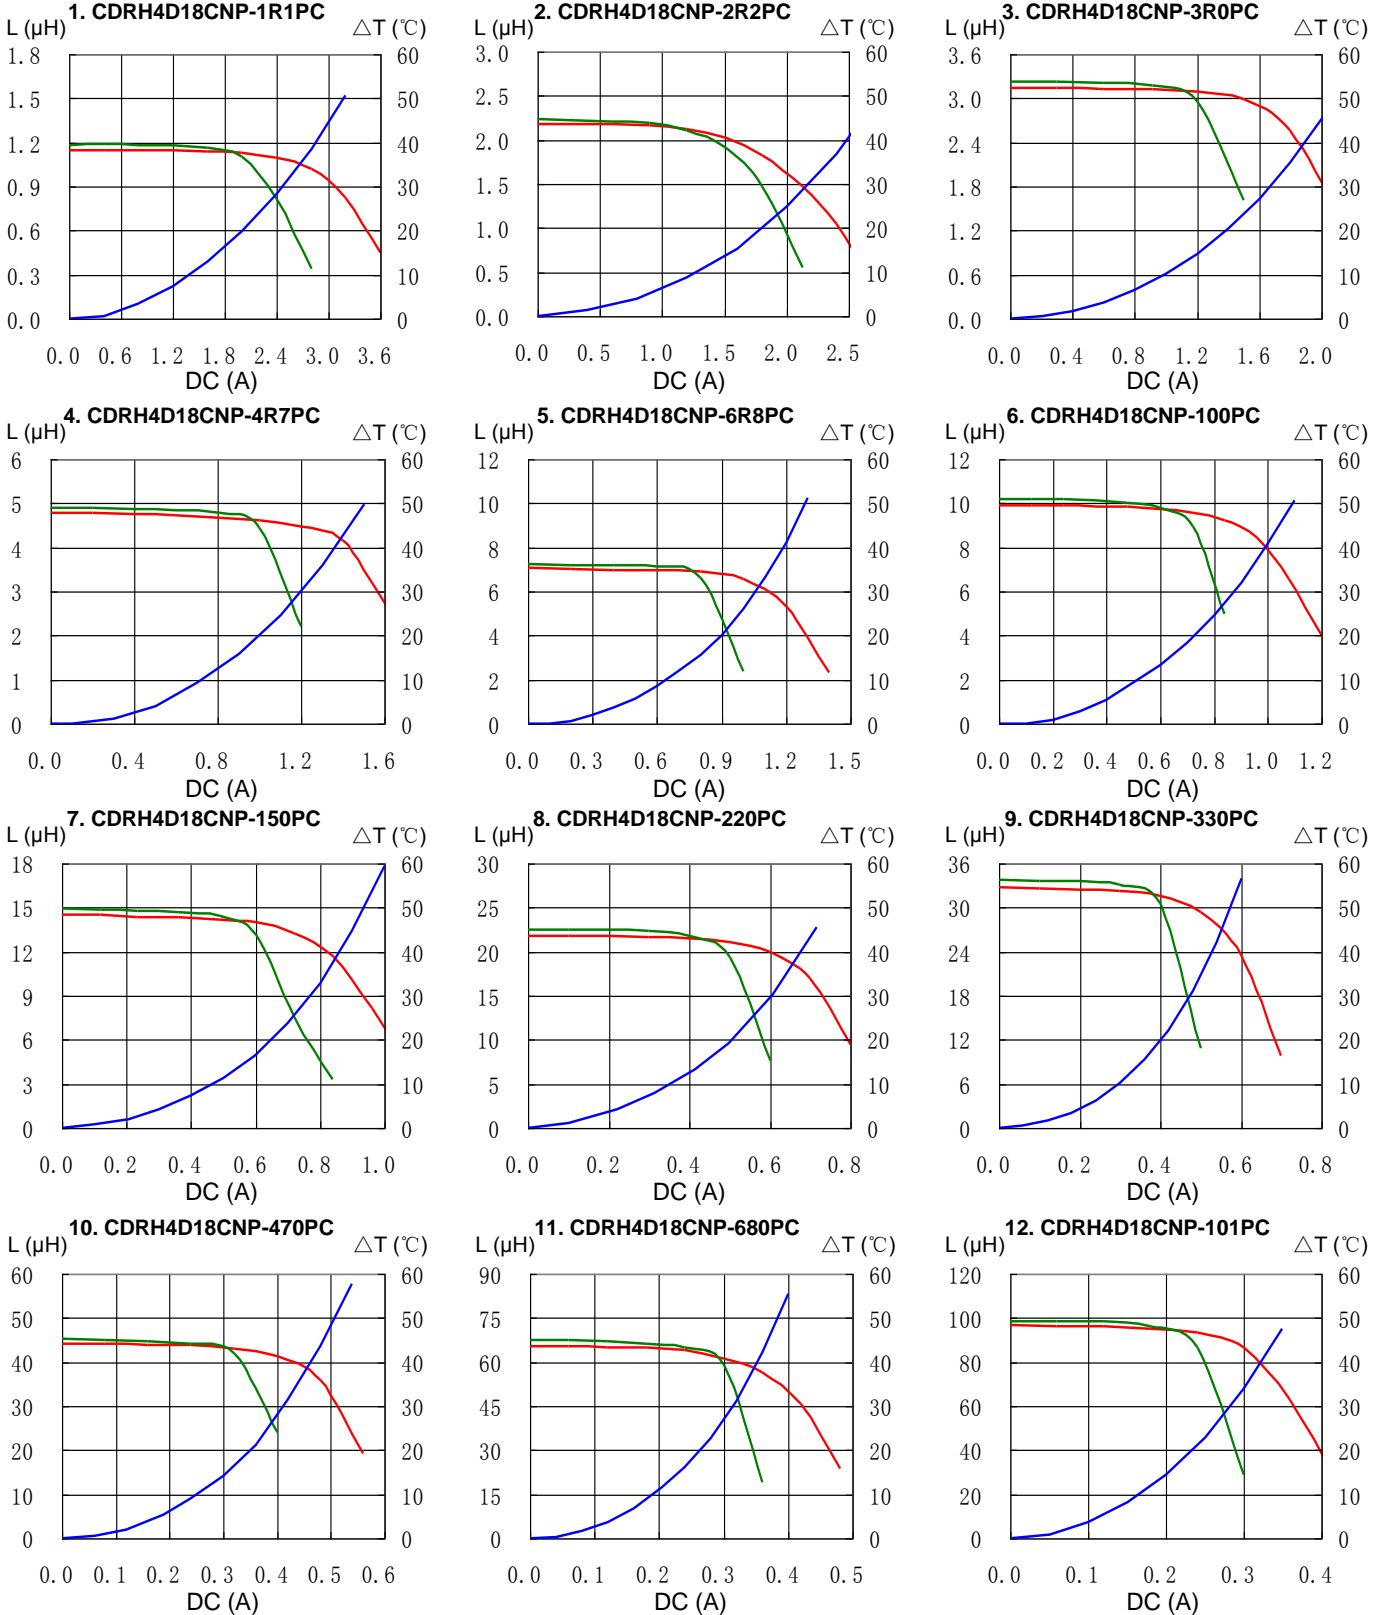 1. CDRH4D18CNP-1R1PC
L (μH) △T (℃)
1.8 60
1.5 50
1.2 40
0.9 30
0.6 20
0.3 10
0.0 0
0.0 0.6 1.2 1.8 2.4 3.0 3.6
DC (A)
2. CDRH4D18CNP-2R2PC
L (μH) △T (℃)
3.0 60
2.5 50
2.0 40
1.5 30
1.0 20
0.5 10
0.0 0
0.0 0.5 1.0 1.5 2.0 2.5
DC (A)
3. CDRH4D18CNP-3R0PC
L (μH) △T (℃)
3.6 60
3.0 50
2.4 40
1.8 30
1.2 20
0.6 10
0.0 0
0.0 0.4 0.8 1.2 1.6 2.0
DC (A)
4. CDRH4D18CNP-4R7PC
L (μH) △T (℃)
6 60
5 50
4 40
3 30
2 20
1 10
0 0
0.0 0.4 0.8 1.2 1.6
DC (A)
5. CDRH4D18CNP-6R8PC
L (μH) △T (℃)
12 60
10 50
8 40
6 30
4 20
2 10
0 0
0.0 0.3 0.6 0.9 1.2 1.5
DC (A)
6. CDRH4D18CNP-100PC
L (μH) △T (℃)
12 60
10 50
8 40
6 30
4 20
2 10
0 0
0.0 0.2 0.4 0.6 0.8 1.0 1.2
DC (A)
7. CDRH4D18CNP-150PC
L (μH) △T (℃)
18 60
15 50
12 40
9 30
6 20
3 10
0 0
0.0 0.2 0.4 0.6 0.8 1.0
DC (A)
8. CDRH4D18CNP-220PC
L (μH) △T (℃)
30 60
25 50
20 40
15 30
10 20
5 10
0 0
0.0 0.2 0.4 0.6 0.8
DC (A)
9. CDRH4D18CNP-330PC
L (μH) △T (℃)
36 60
30 50
24 40
18 30
12 20
6 10
0 0
0.0 0.2 0.4 0.6 0.8
DC (A)
10. CDRH4D18CNP-470PC
L (μH) △T (℃)
60 60
50 50
40 40
30 30
20 20
10 10
0 0
0.0 0.1 0.2 0.3 0.4 0.5 0.6
DC (A)
11. CDRH4D18CNP-680PC
L (μH) △T (℃)
90 60
75 50
60 40
45 30
30 20
15 10
0 0
0.0 0.1 0.2 0.3 0.4 0.5
DC (A)
12. CDRH4D18CNP-101PC
L (μH) △T (℃)
120 60
100 50
80 40
60 30
40 20
20 10
0 0
0.0 0.1 0.2 0.3 0.4
DC (A)